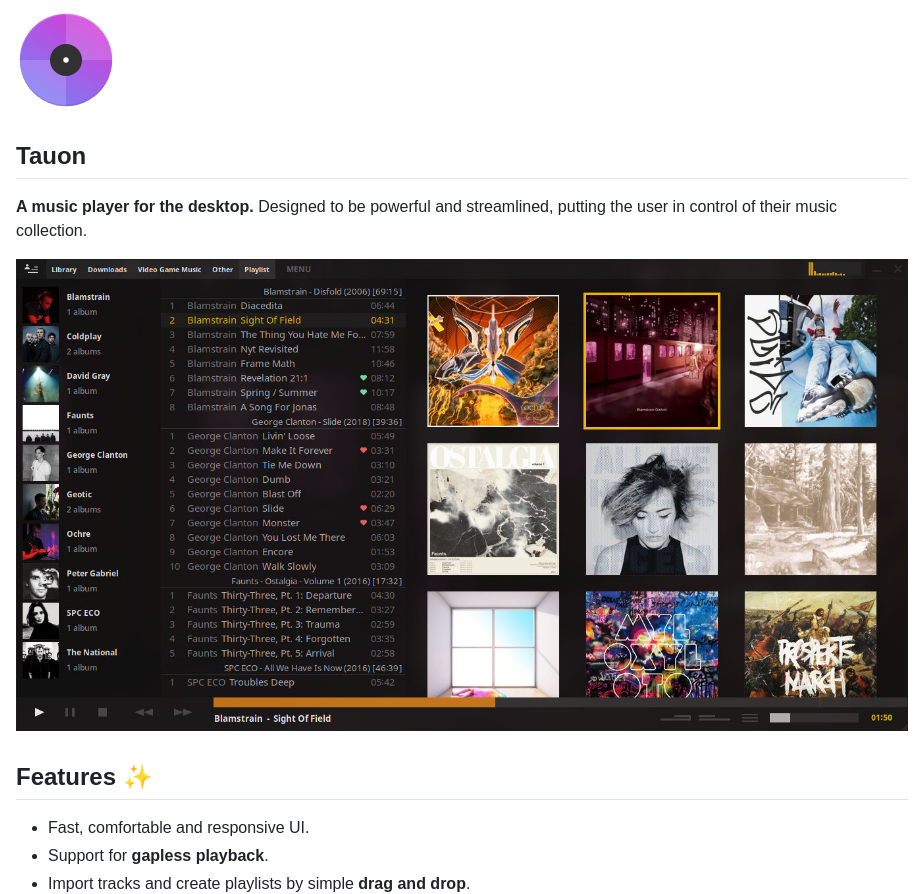 Tauon
A music player for the desktop. Designed to be powerful and streamlined, putting the user in control of their music
collection.
Library Downloads Video Game Music Other Playlist MENU
Blamstrain
1 album
Coldplay
2 albums
David Gray
1 album
Faunts
1 album
George Clanton
1 album
Geotic
2 albums
Ochre
1 album
Peter Gabriel
1 album
SPC ECO
1 album
The National
1 album
Blamstrain - Disfold (2006) [69:15]
1 Blamstrain Diacedita 06:44
2 Blamstrain Sight Of Field 04:31
3 Blamstrain The Thing You Hate Me Fo... 07:59
4 Blamstrain Nyt Revisited 11:58
5 Blamstrain Frame Math 10:46
6 Blamstrain Revelation 21:1 08:12
7 Blamstrain Spring / Summer 10:17
8 Blamstrain A Song For Jonas 08:48
George Clanton - Slide (2018) [39:36]
1 George Clanton Livin' Loose 05:49
2 George Clanton Make It Forever 03:31
3 George Clanton Tie Me Down 03:10
4 George Clanton Dumb 03:21
5 George Clanton Blast Off 02:20
6 George Clanton Slide 06:29
7 George Clanton Monster 03:47
8 George Clanton You Lost Me There 06:03
9 George Clanton Encore 01:53
10 George Clanton Walk Slowly 03:09
Faunts - Ostalgia - Volume 1 (2016) [17:32]
1 Faunts Thirty-Three, Pt. 1: Departure 04:30
2 Faunts Thirty-Three, Pt. 2: Remember... 03:27
3 Faunts Thirty-Three, Pt. 3: Trauma 02:59
4 Faunts Thirty-Three, Pt. 4: Forgotten 03:35
5 Faunts Thirty-Three, Pt. 5: Arrival 02:58
SPC ECO - All We Have Is Now (2016) [46:39]
1 SPC ECO Troubles Deep 05:42
OSTALGIA
Faunts
MYL
OXYL
OTO
PROSPEKTS
MARCH
Blamstrain - Sight Of Field
01:50
Features ✨
• Fast, comfortable and responsive UI.
• Support for gapless playback.
• Import tracks and create playlists by simple drag and drop.